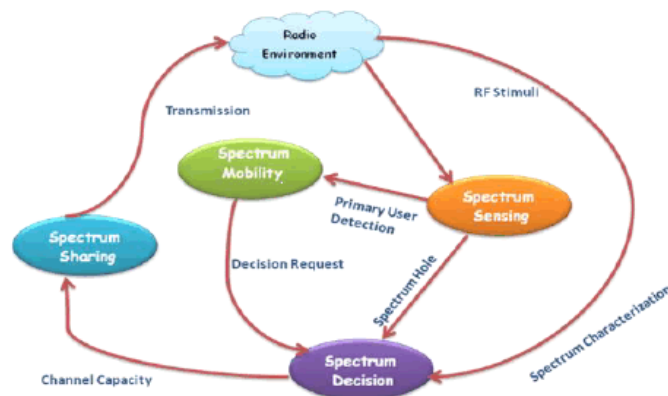 Radio
Environment
RF Stimuli
Transmission
Spectrum
Mobility
Spectrum
Sensing
Primary User
Detection
Spectrum
Sharing
Decision Request
Spectrum Hole
Spectrum Characterization
Spectrum
Decision
Channel Capacity